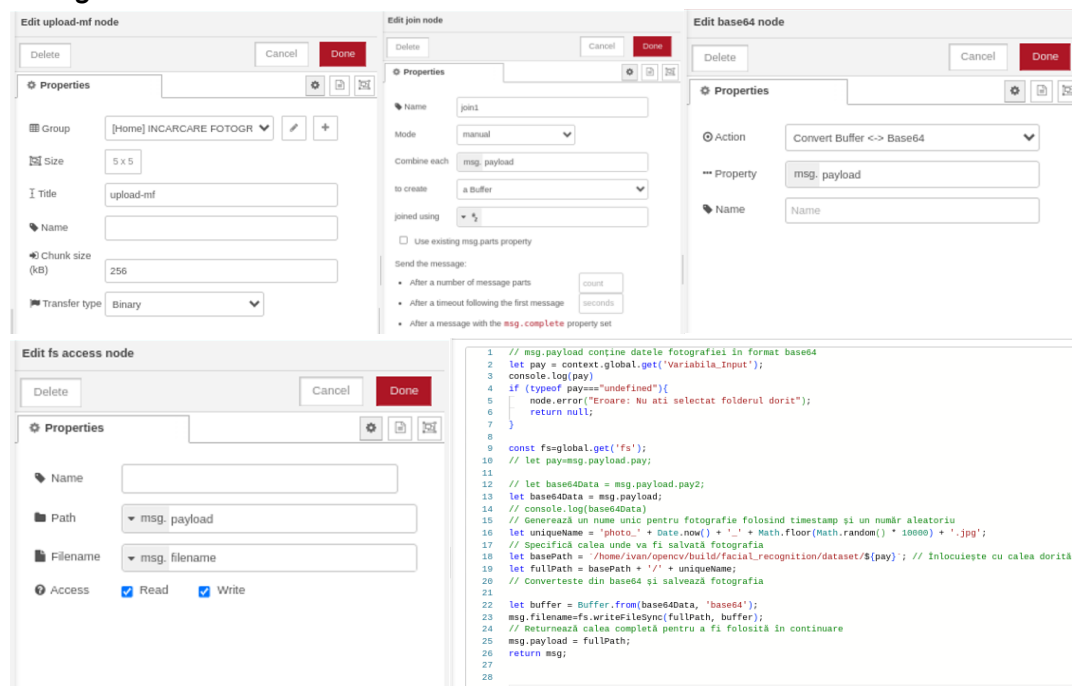 Edit upload-mf node
Delete
Cancel
Done
Properties
Group
[Home] INCARCARE FOTOGR
Size
5 x 5
Title
upload-mf
Name
Chunk size
(kB)
256
Transfer type
Binary
Edit join node
Delete
Cancel
Done
Properties
Name
join1
Mode
manual
Combine each
msg. payload
to create
a Buffer
joined using
Use existing msg.parts property
Send the message:
• After a number of message parts
count
• After a timeout following the first message
seconds
• After a message with the msg.complete property set
Edit base64 node
Delete
Cancel
Done
Properties
Action
Convert Buffer <-> Base64
Property
msg. payload
Name
Name
Edit fs access node
Delete
Cancel
Done
Properties
Name
Path
msg. payload
Filename
msg. filename
Access
Read
Write
1 // msg.payload conține datele fotografiei în format base64
2 let pay = context.global.get('Variabila_Input');
3 console.log(pay)
4 if (typeof pay==="undefined"){
5 node.error("Eroare: Nu ati selectat folderul dorit");
6 return null;
7 }
8
9 const fs=global.get('fs');
10 // let pay=msg.payload.pay;
11
12 // let base64Data = msg.payload.pay2;
13 let base64Data = msg.payload;
14 // console.log(base64Data)
15 // Generează un nume unic pentru fotografie folosind timestamp și un număr aleatoriu
16 let uniqueName = 'photo_' + Date.now() + '_' + Math.floor(Math.random() * 10000) + '.jpg';
17 // Specifică calea unde va fi salvată fotografia
18 let basePath = `/home/ivan/opencv/build/facial_recognition/dataset/${pay}`; // Înlocuiește cu calea dorită
19 let fullPath = basePath + '/' + uniqueName;
20 // Converteste din base64 și salvează fotografia
21
22 let buffer = Buffer.from(base64Data, 'base64');
23 msg.filename=fs.writeFileSync(fullPath, buffer);
24 // Returnează calea completă pentru a fi folosită în continuare
25 msg.payload = fullPath;
26 return msg;
27
28